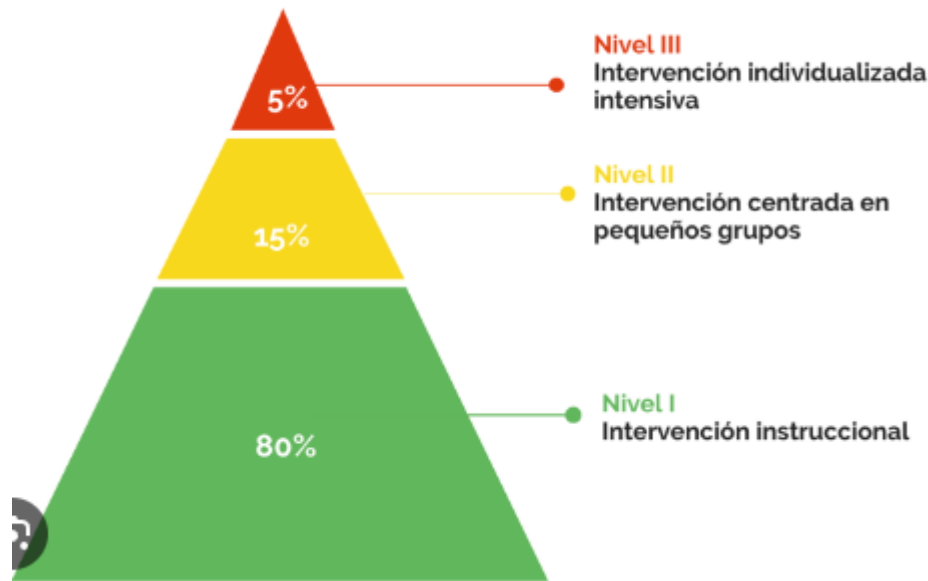 Nivel III
Intervención individualizada
intensiva
5%
Nivel II
Intervención centrada en
pequeños grupos
15%
Nivel I
Intervención instruccional
80%